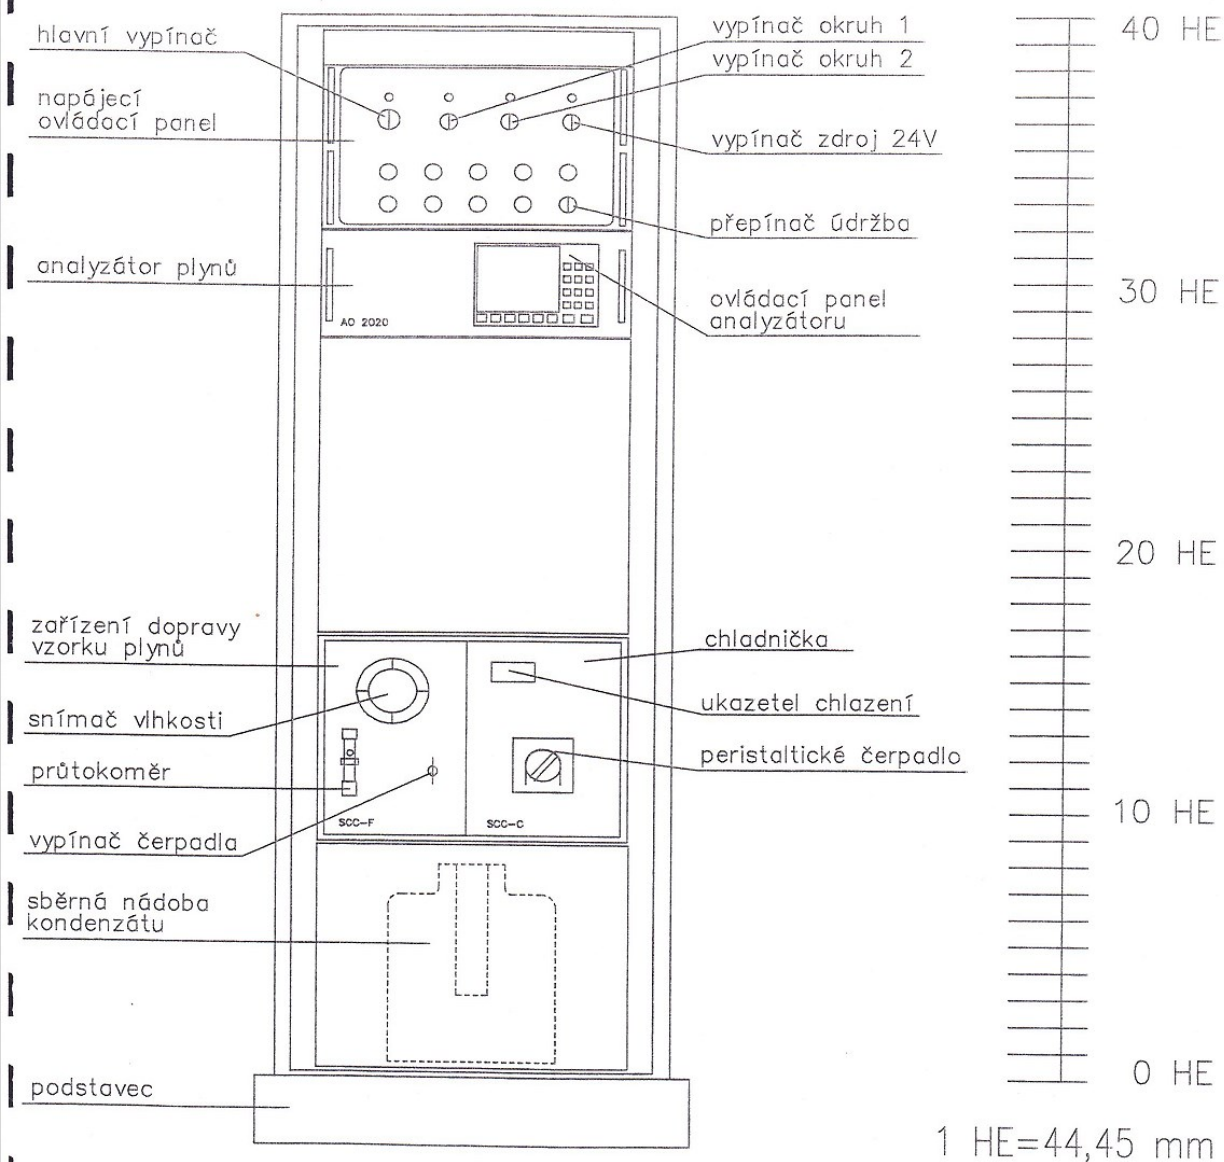 hlavní vypínač
napájecí
ovládací panel
analyzátor plynů
zařízení dopravy
vzorku plynů
snímač vlhkosti
průtokoměr
vypínač čerpadla
sběrná nádoba
kondenzátu
podstavec
AO 2020
SCC-F
SCC-C
vypínač okruh 1
vypínač okruh 2
vypínač zdroj 24V
přepínač údržba
ovládací panel
analyzátoru
chladnička
ukazetel chlazení
peristaltické čerpadlo
40 HE
30 HE
20 HE
10 HE
0 HE
1 HE=44,45 mm